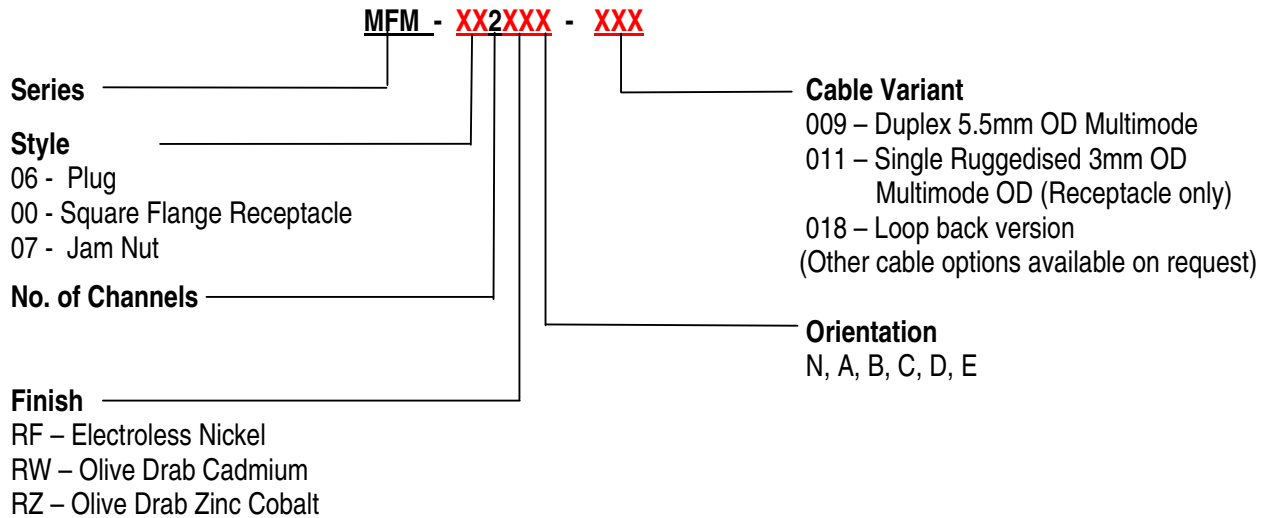 MFM - XX2XXX - XXX
Series
Style
06 - Plug
00 - Square Flange Receptacle
07 - Jam Nut
No. of Channels
Finish
RF – Electroless Nickel
RW – Olive Drab Cadmium
RZ – Olive Drab Zinc Cobalt
Cable Variant
009 – Duplex 5.5mm OD Multimode
011 – Single Ruggedised 3mm OD
Multimode OD (Receptacle only)
018 – Loop back version
(Other cable options available on request)
Orientation
N, A, B, C, D, E